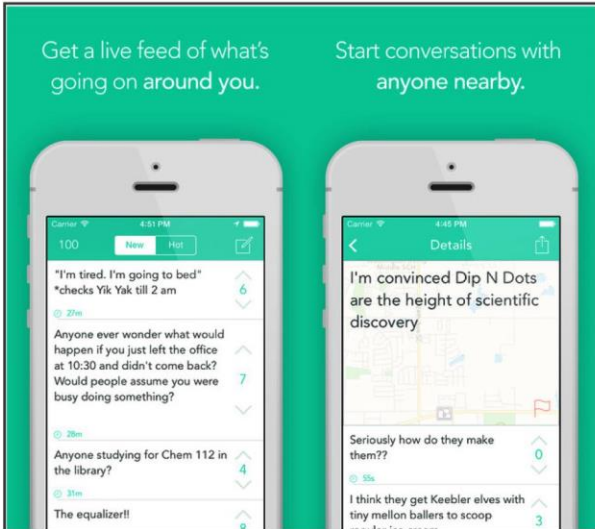 Get a live feed of what's
going on around you.
Start conversations with
anyone nearby.
Carrier 4:51 PM
100 New Hot
"I'm tired. I'm going to bed"
*checks Yik Yak till 2 am
6
27m
Anyone ever wonder what would
happen if you just left the office
at 10:30 and didn't come back?
Would people assume you were
busy doing something?
7
28m
Anyone studying for Chem 112 in
the library?
4
31m
The equalizer!!
8
Carrier 4:45 PM
Details
I'm convinced Dip N Dots
are the height of scientific
discovery
Seriously how do they make
them??
0
55s
I think they get Keebler elves with
tiny mellon ballers to scoop
3